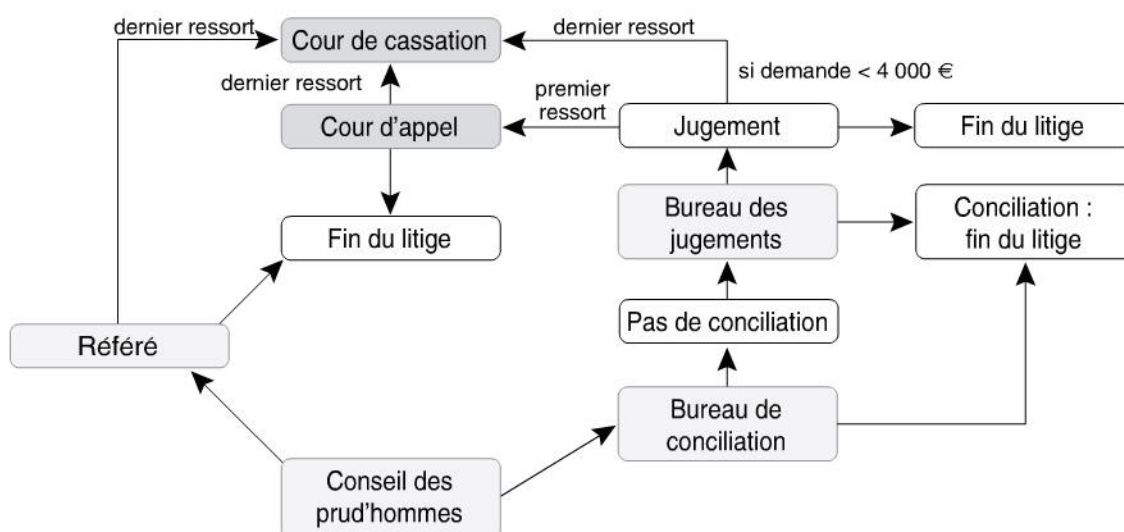 dernier ressort
Cour de cassation
dernier ressort
si demande < 4 000 €
dernier ressort
premier
ressort
Cour d'appel
Jugement
Fin du litige
Bureau des
jugements
Conciliation :
fin du litige
Fin du litige
Pas de conciliation
Référé
Bureau de
conciliation
Conseil des
prud'hommes